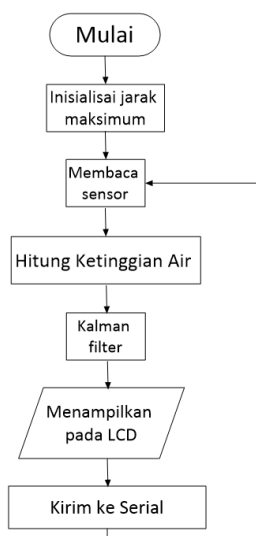 Mulai
Inisialisai jarak
maksimum
Membaca
sensor
Hitung Ketinggian Air
Kalman
filter
Menampilkan
pada LCD
Kirim ke Serial